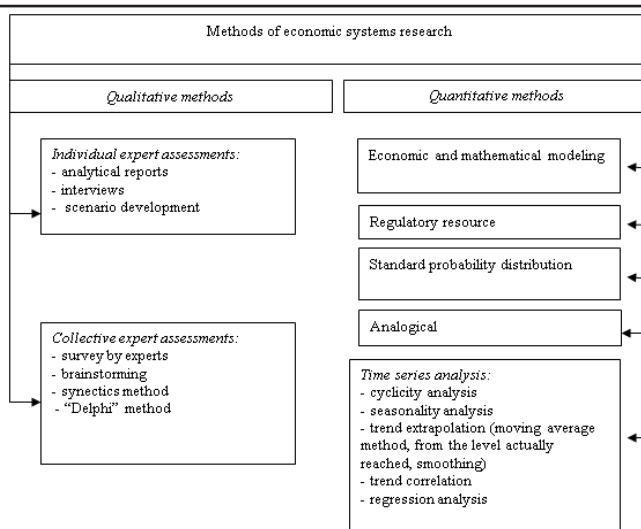 Methods of economic systems research
Qualitative methods
Individual expert assessments:
- analytical reports
- interviews
- scenario development
Collective expert assessments:
- survey by experts
- brainstorming
- synectics method
- “Delphi” method
Quantitative methods
Economic and mathematical modeling
Regulatory resource
Standard probability distribution
Analogical
Time series analysis:
- cyclicity analysis
- seasonality analysis
- trend extrapolation (moving average
method, from the level actually
reached, smoothing)
- trend correlation
- regression analysis